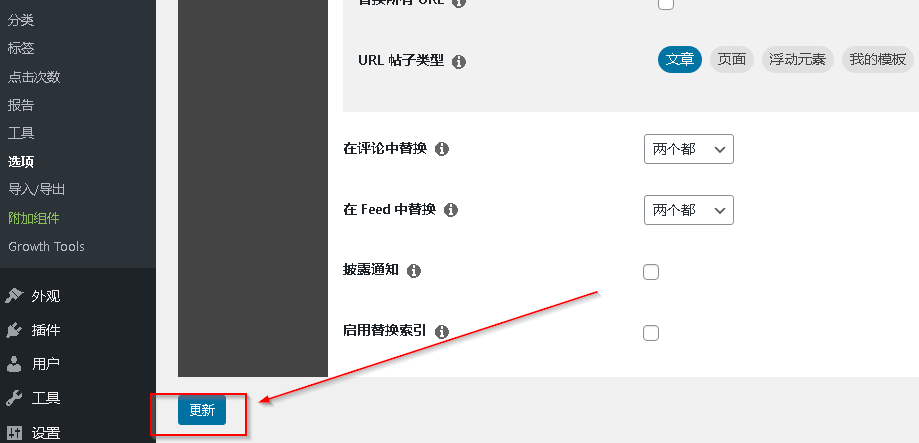 分类
标签
点击次数
报告
工具
选项
导入/导出
附加组件
Growth Tools
外观
插件
用户
工具
设置
替换所有 URL
URL 帖子类型
文章 页面 浮动元素 我的模板
在评论中替换 两个都
在 Feed 中替换 两个都
披露通知
启用替换索引
更新